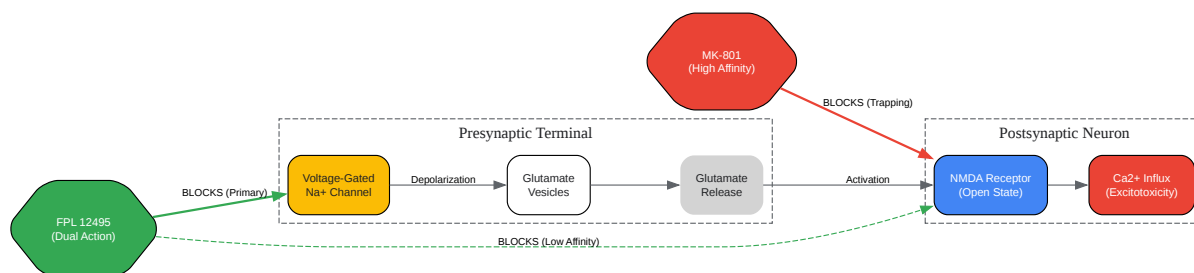 MK-801
(High Affinity)
BLOCKS (Trapping)
Presynaptic Terminal
Postsynaptic Neuron
Voltage-Gated
Na+ Channel
Depolarization
Glutamate
Vesicles
Glutamate
Release
Activation
NMDA Receptor
(Open State)
Ca2+ Influx
(Excitotoxicity)
BLOCKS (Primary)
FPL 12495
(Dual Action)
BLOCKS (Low Affinity)